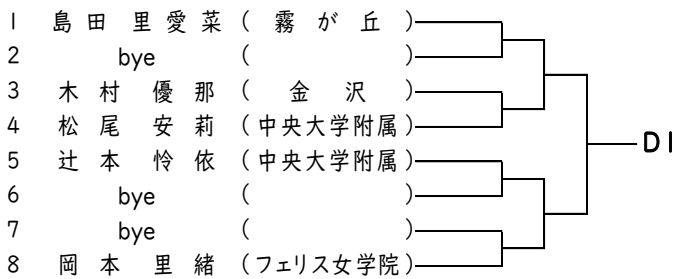 1 島田 里愛菜 ( 霧が丘 )
2 bye ( )
3 木村 優那 ( 金沢 )
4 松尾 安莉 (中央大学附属)
5 辻本 怜依 (中央大学附属)
6 bye ( )
7 bye ( )
8 岡本 里緒 (フェリス女学院)
D1